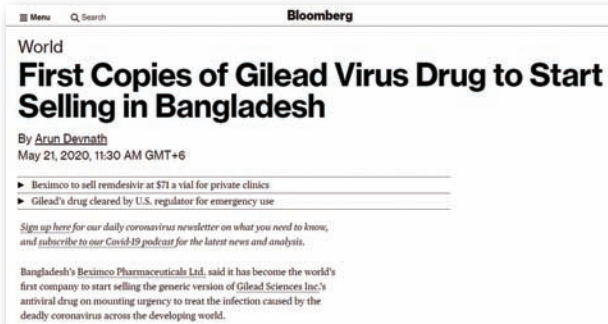 Menu Search Bloomberg
World
First Copies of Gilead Virus Drug to Start
Selling in Bangladesh
By Arun Devnath
May 21, 2020, 11:30 AM GMT+6
▶ Beximco to sell remdesivir at $71 a vial for private clinics
▶ Gilead's drug cleared by U.S. regulator for emergency use
Sign up here for our daily coronavirus newsletter on what you need to know,
and subscribe to our Covid-19 podcast for the latest news and analysis.
Bangladesh's Beximco Pharmaceuticals Ltd. said it has become the world's
first company to start selling the generic version of Gilead Sciences Inc.'s
antiviral drug on mounting urgency to treat the infection caused by the
deadly coronavirus across the developing world.